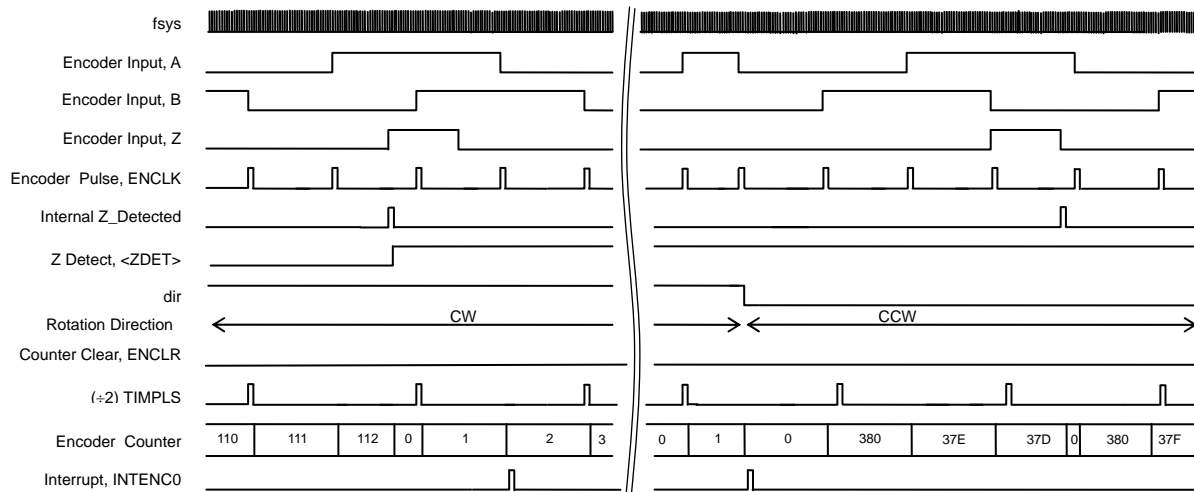 fsys
Encoder Input, A
Encoder Input, B
Encoder Input, Z
Encoder Pulse, ENCLK
Internal Z_Detected
Z Detect, <ZDET>
dir
Rotation Direction CW CCW
Counter Clear, ENCLR
(÷2) TIMPLS
Encoder Counter 110 111 112 0 1 2 3 0 1 0 380 37E 37D 0 380 37F
Interrupt, INTENC0